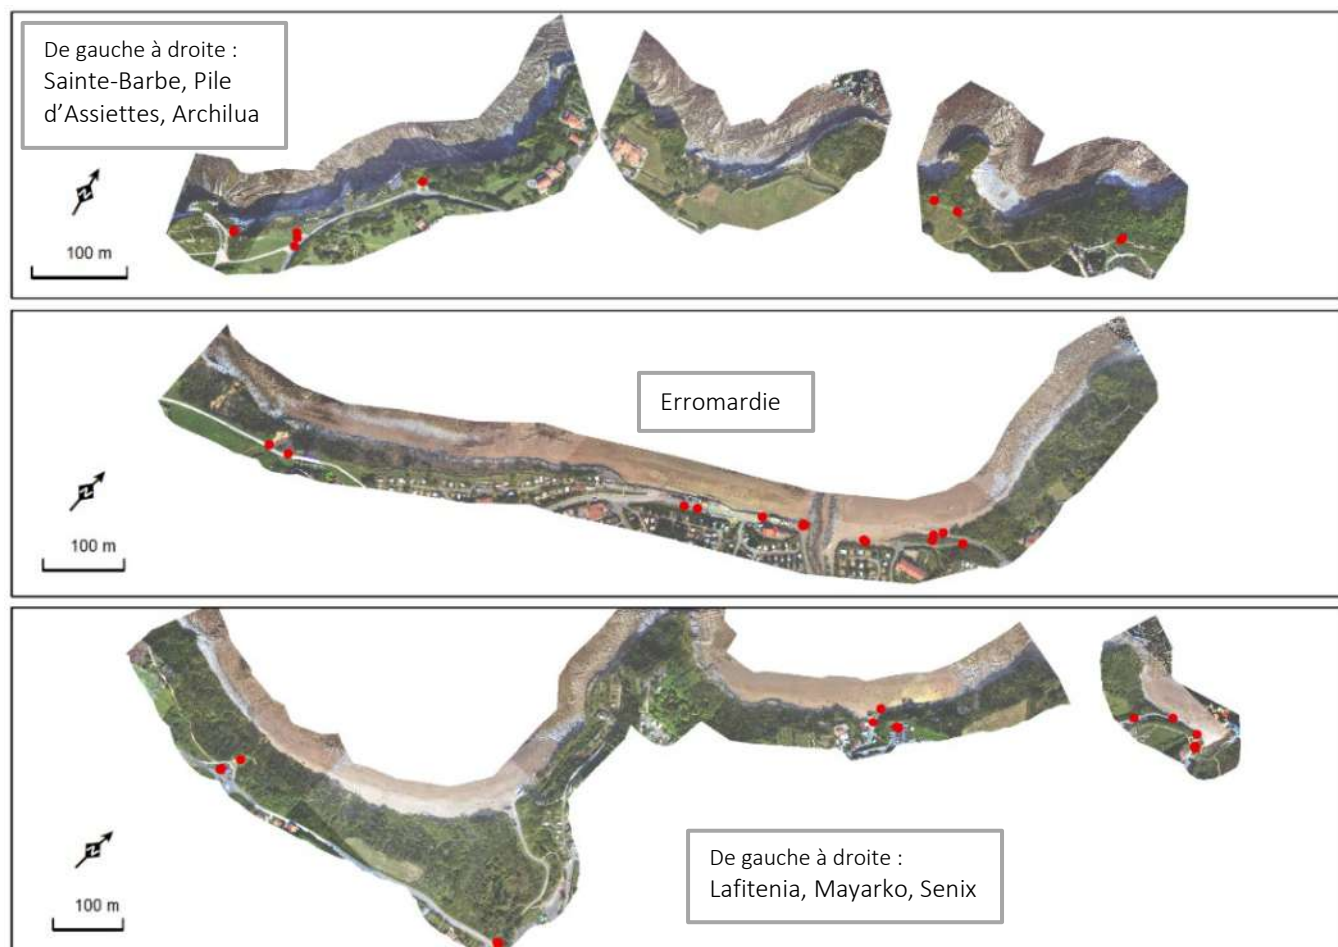 De gauche à droite :
Sainte-Barbe, Pile
d’Assiettes, Archilua
N
100 m
Erromardie
N
100 m
De gauche à droite :
Lafitenia, Mayarko, Senix
N
100 m